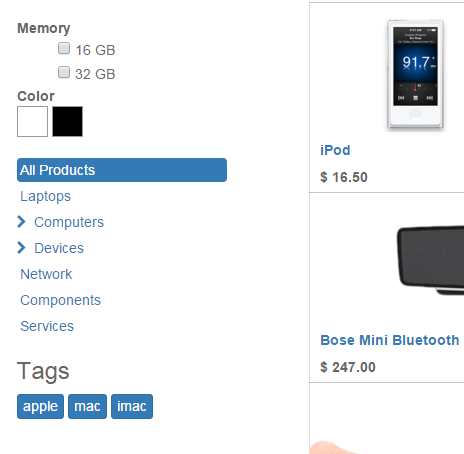 Memory
16 GB
32 GB
Color
All Products
Laptops
Computers
Devices
Network
Components
Services
Tags
apple mac imac
91.7
iPod
$ 16.50
Bose Mini Bluetooth
$ 247.00